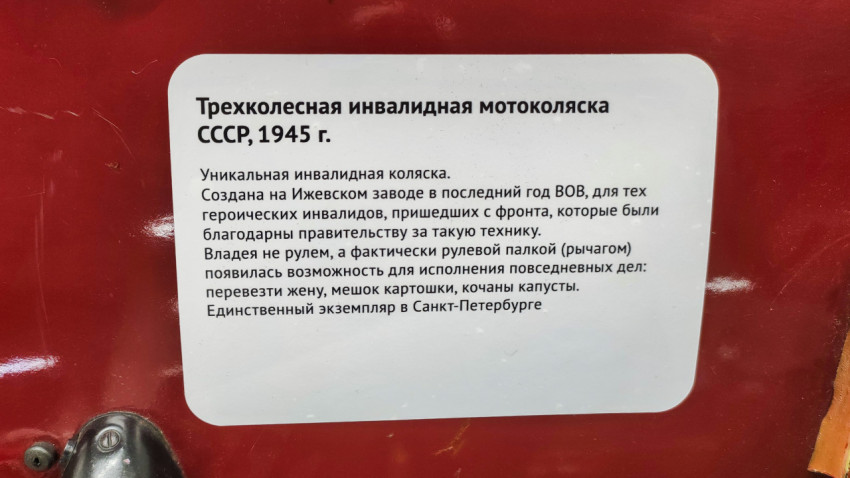 Трехколесная инвалидная мотоколяска
СССР, 1945 г.
Уникальная инвалидная коляска.
Создана на Ижевском заводе в последний год ВОВ, для тех
героических инвалидов, пришедших с фронта, которые были
благодарны правительству за такую технику.
Владея не рулем, а фактически рулевой палкой (рычагом)
появилась возможность для исполнения повседневных дел:
перевезти жену, мешок картошки, кочаны капусты.
Единственный экземпляр в Санкт-Петербурге